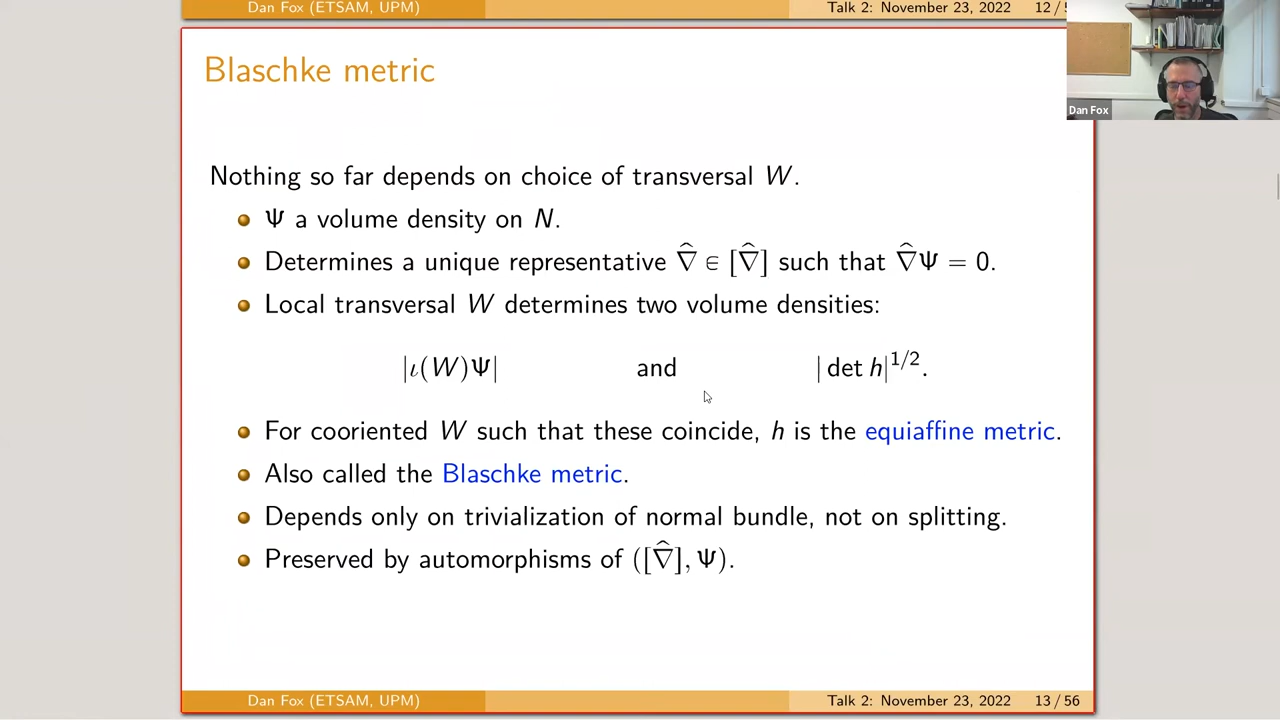 Dan Fox (ETSAM, UPM) Talk 2: November 23, 2022 12 /
Blaschke metric
Dan Fox
Nothing so far depends on choice of transversal W.
Ψ a volume density on N.
Determines a unique representative ∇̂ ∈ [∇̂] such that ∇̂Ψ = 0.
Local transversal W determines two volume densities:
|ι(W)Ψ| and | det h|^{1/2}.
For cooriented W such that these coincide, h is the equiaffine metric.
Also called the Blaschke metric.
Depends only on trivialization of normal bundle, not on splitting.
Preserved by automorphisms of ([∇̂], Ψ).
Dan Fox (ETSAM, UPM) Talk 2: November 23, 2022 13 / 56